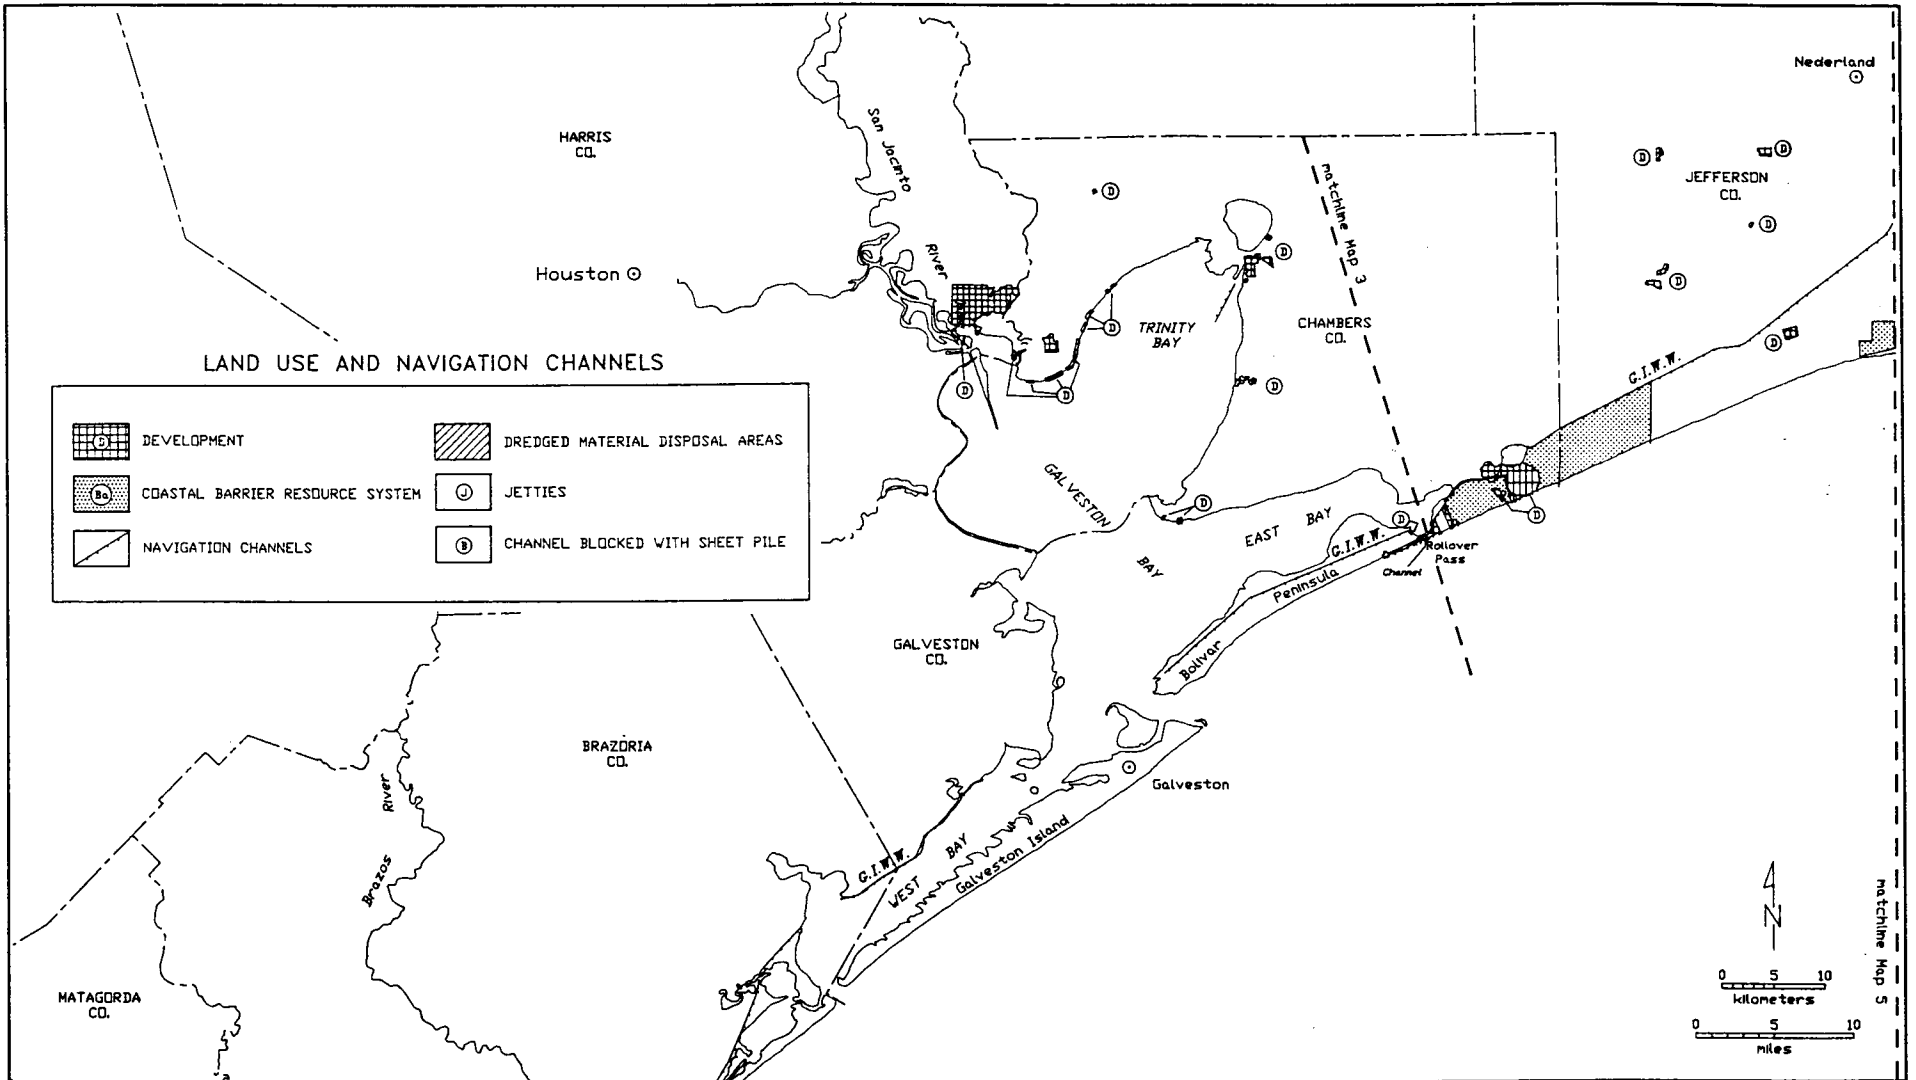 Nederland
HARRIS
CO.
San Jacinto
River
matchline Map 3
D
D
JEFFERSON
CO.
D
D
D
D
Houston
D
TRINITY
BAY
CHAMBERS
CO.
D
G.I.W.W.
LAND USE AND NAVIGATION CHANNELS
D
D
D
D DEVELOPMENT
DREDGED MATERIAL DISPOSAL AREAS
Ba COASTAL BARRIER RESOURCE SYSTEM
J JETTIES
NAVIGATION CHANNELS
B CHANNEL BLOCKED WITH SHEET PILE
GALVESTON
BAY
D
EAST BAY
D
D
G.I.W.W.
Rollover
Pass
Channel
Bolivar
Peninsula
GALVESTON
CO.
BRAZORIA
CO.
Galveston
Brazos
River
G.I.W.W.
WEST
BAY
Galveston Island
MATAGORDA
CO.
N
matchline Map 5
0 5 10
kilometers
0 5 10
miles